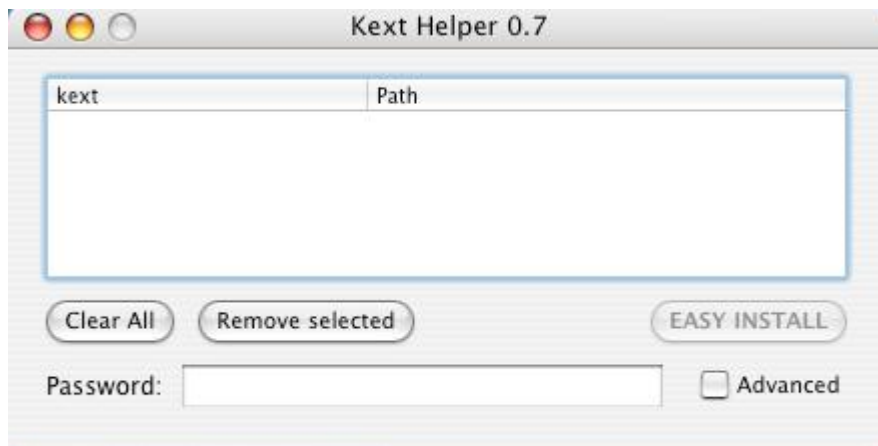 Kext Helper 0.7
kext Path
Clear All Remove selected EASY INSTALL
Password: Advanced